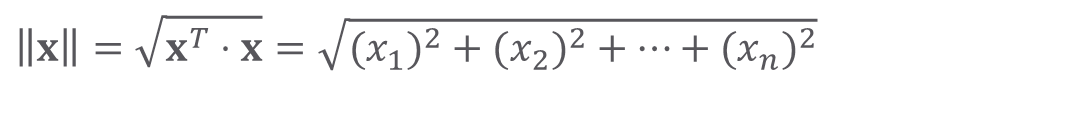 ‖𝐱‖ = √(𝐱ᵀ · 𝐱) = √((x₁)² + (x₂)² + ⋯ + (xₙ)²)